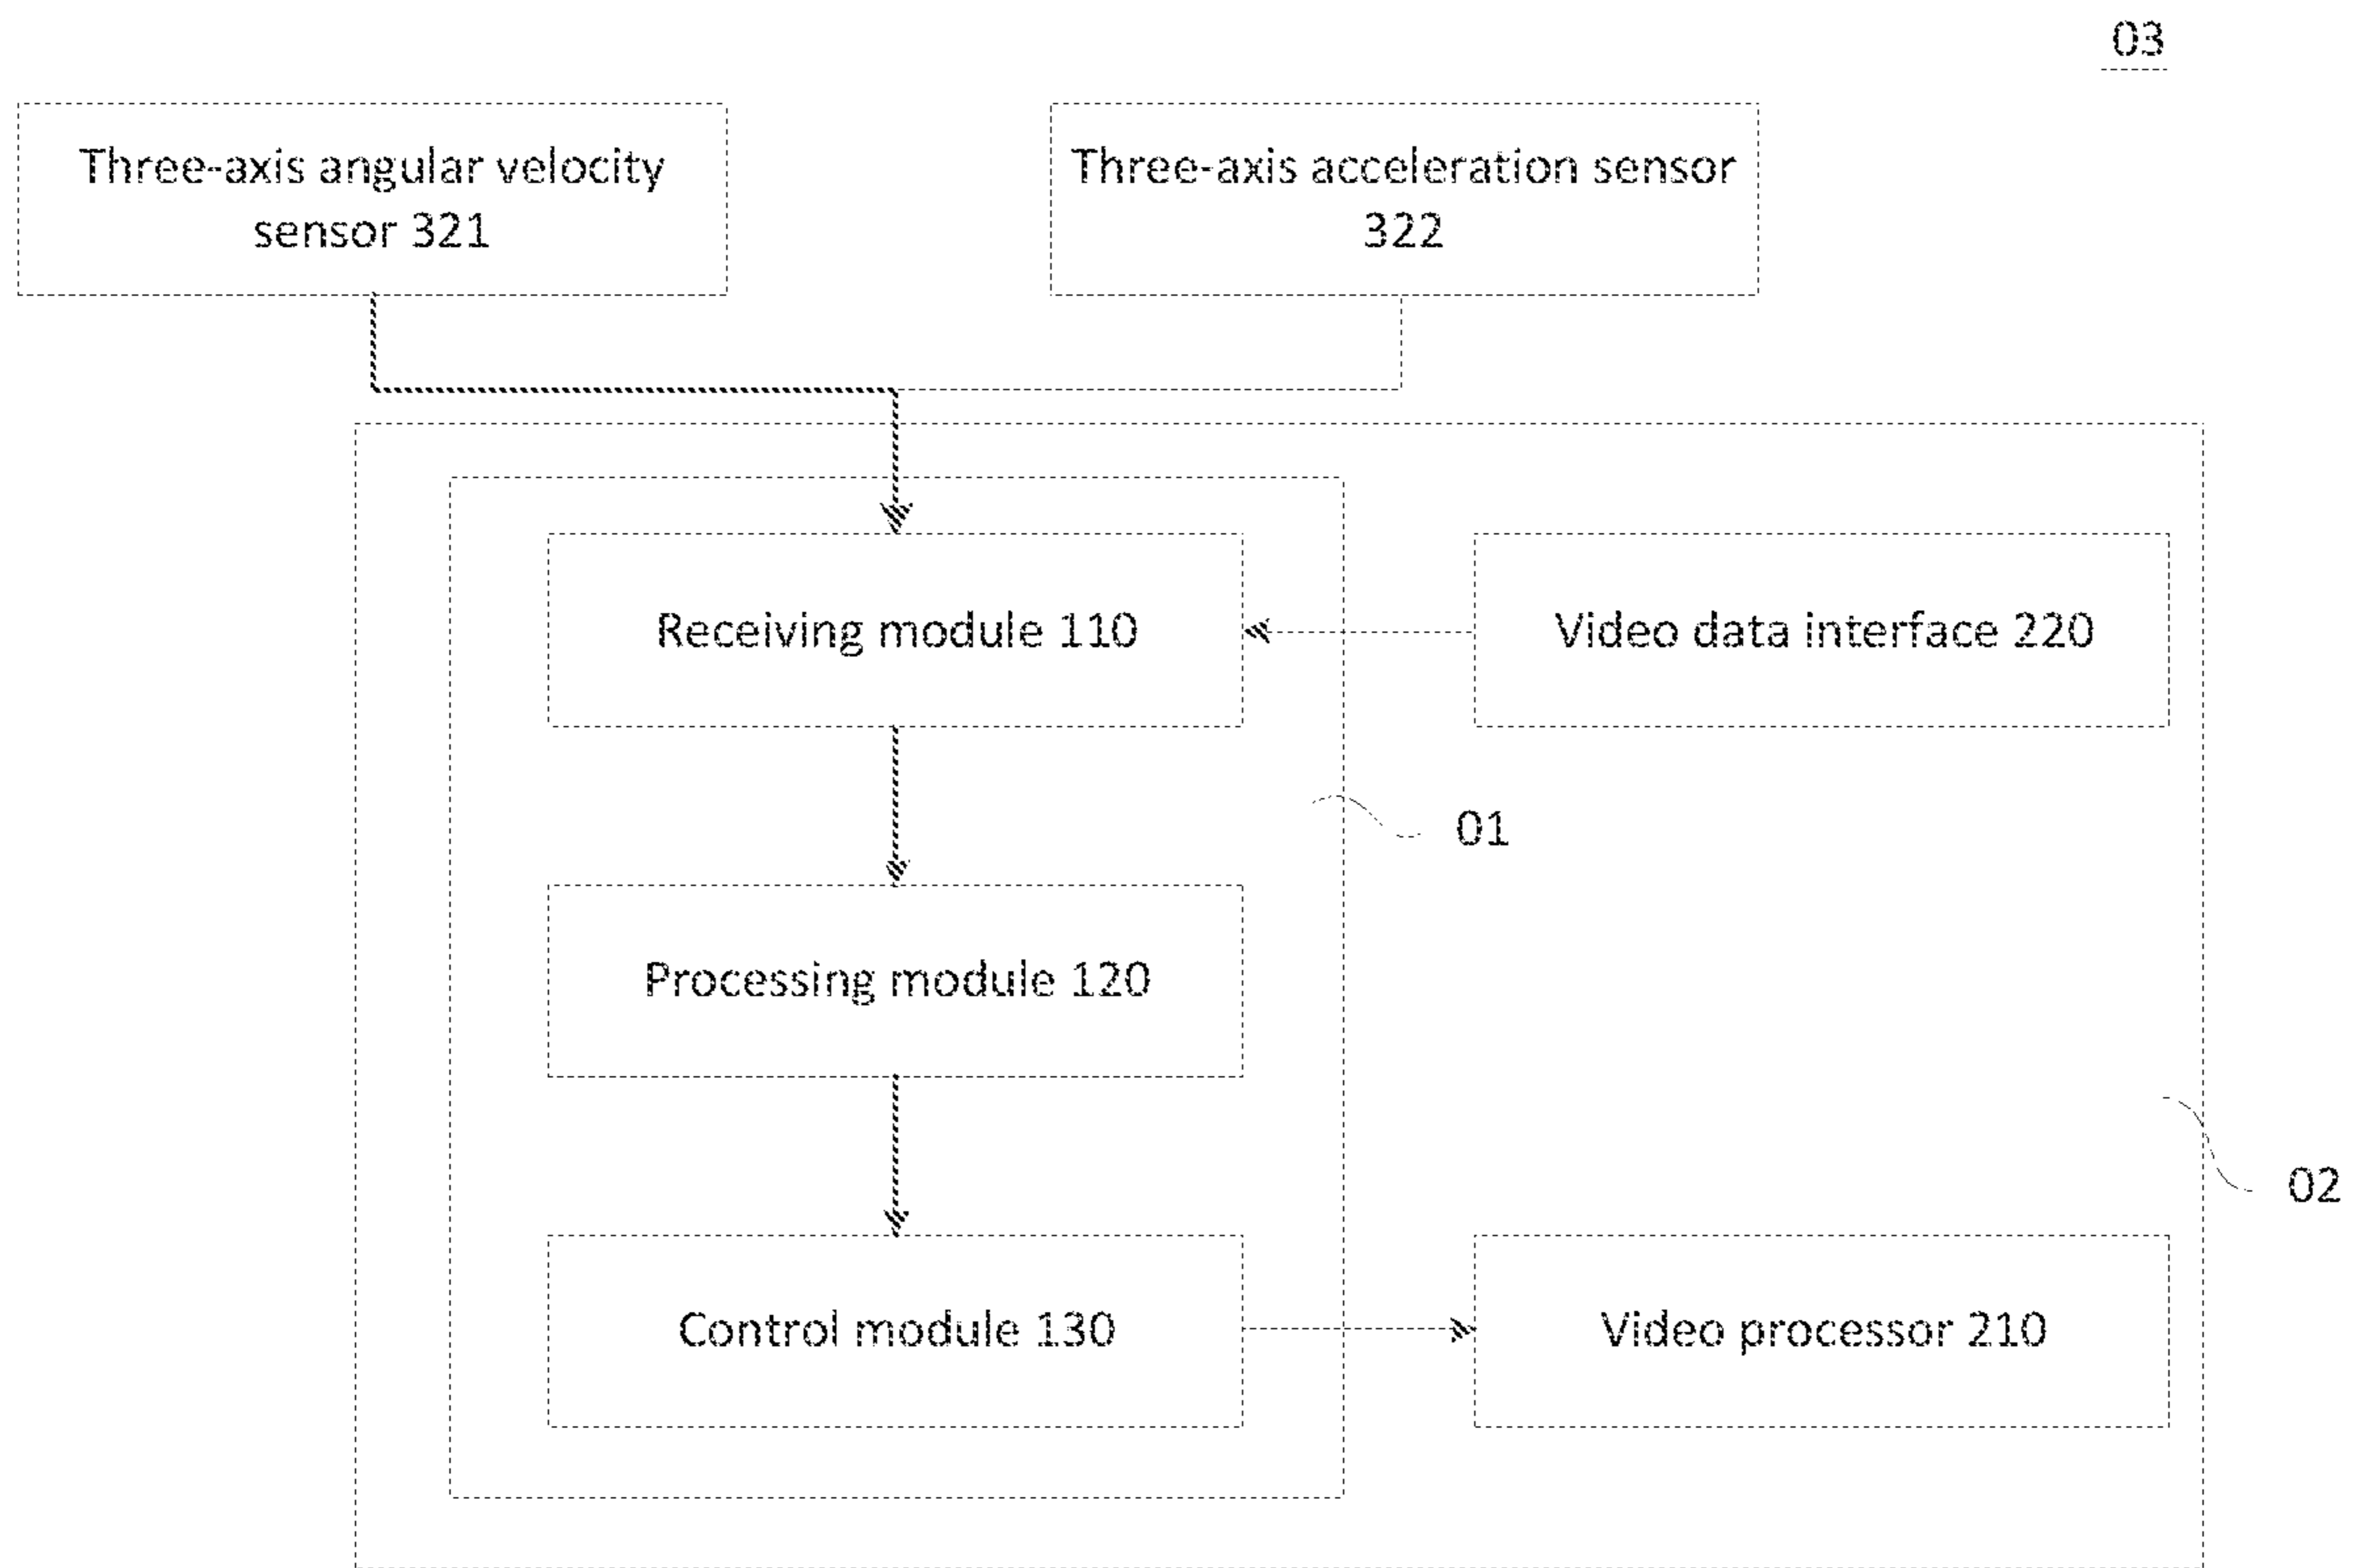 03
Three-axis angular velocity
sensor 321
Three-axis acceleration sensor
322
Receiving module 110
Video data interface 220
01
Processing module 120
02
Control module 130
Video processor 210